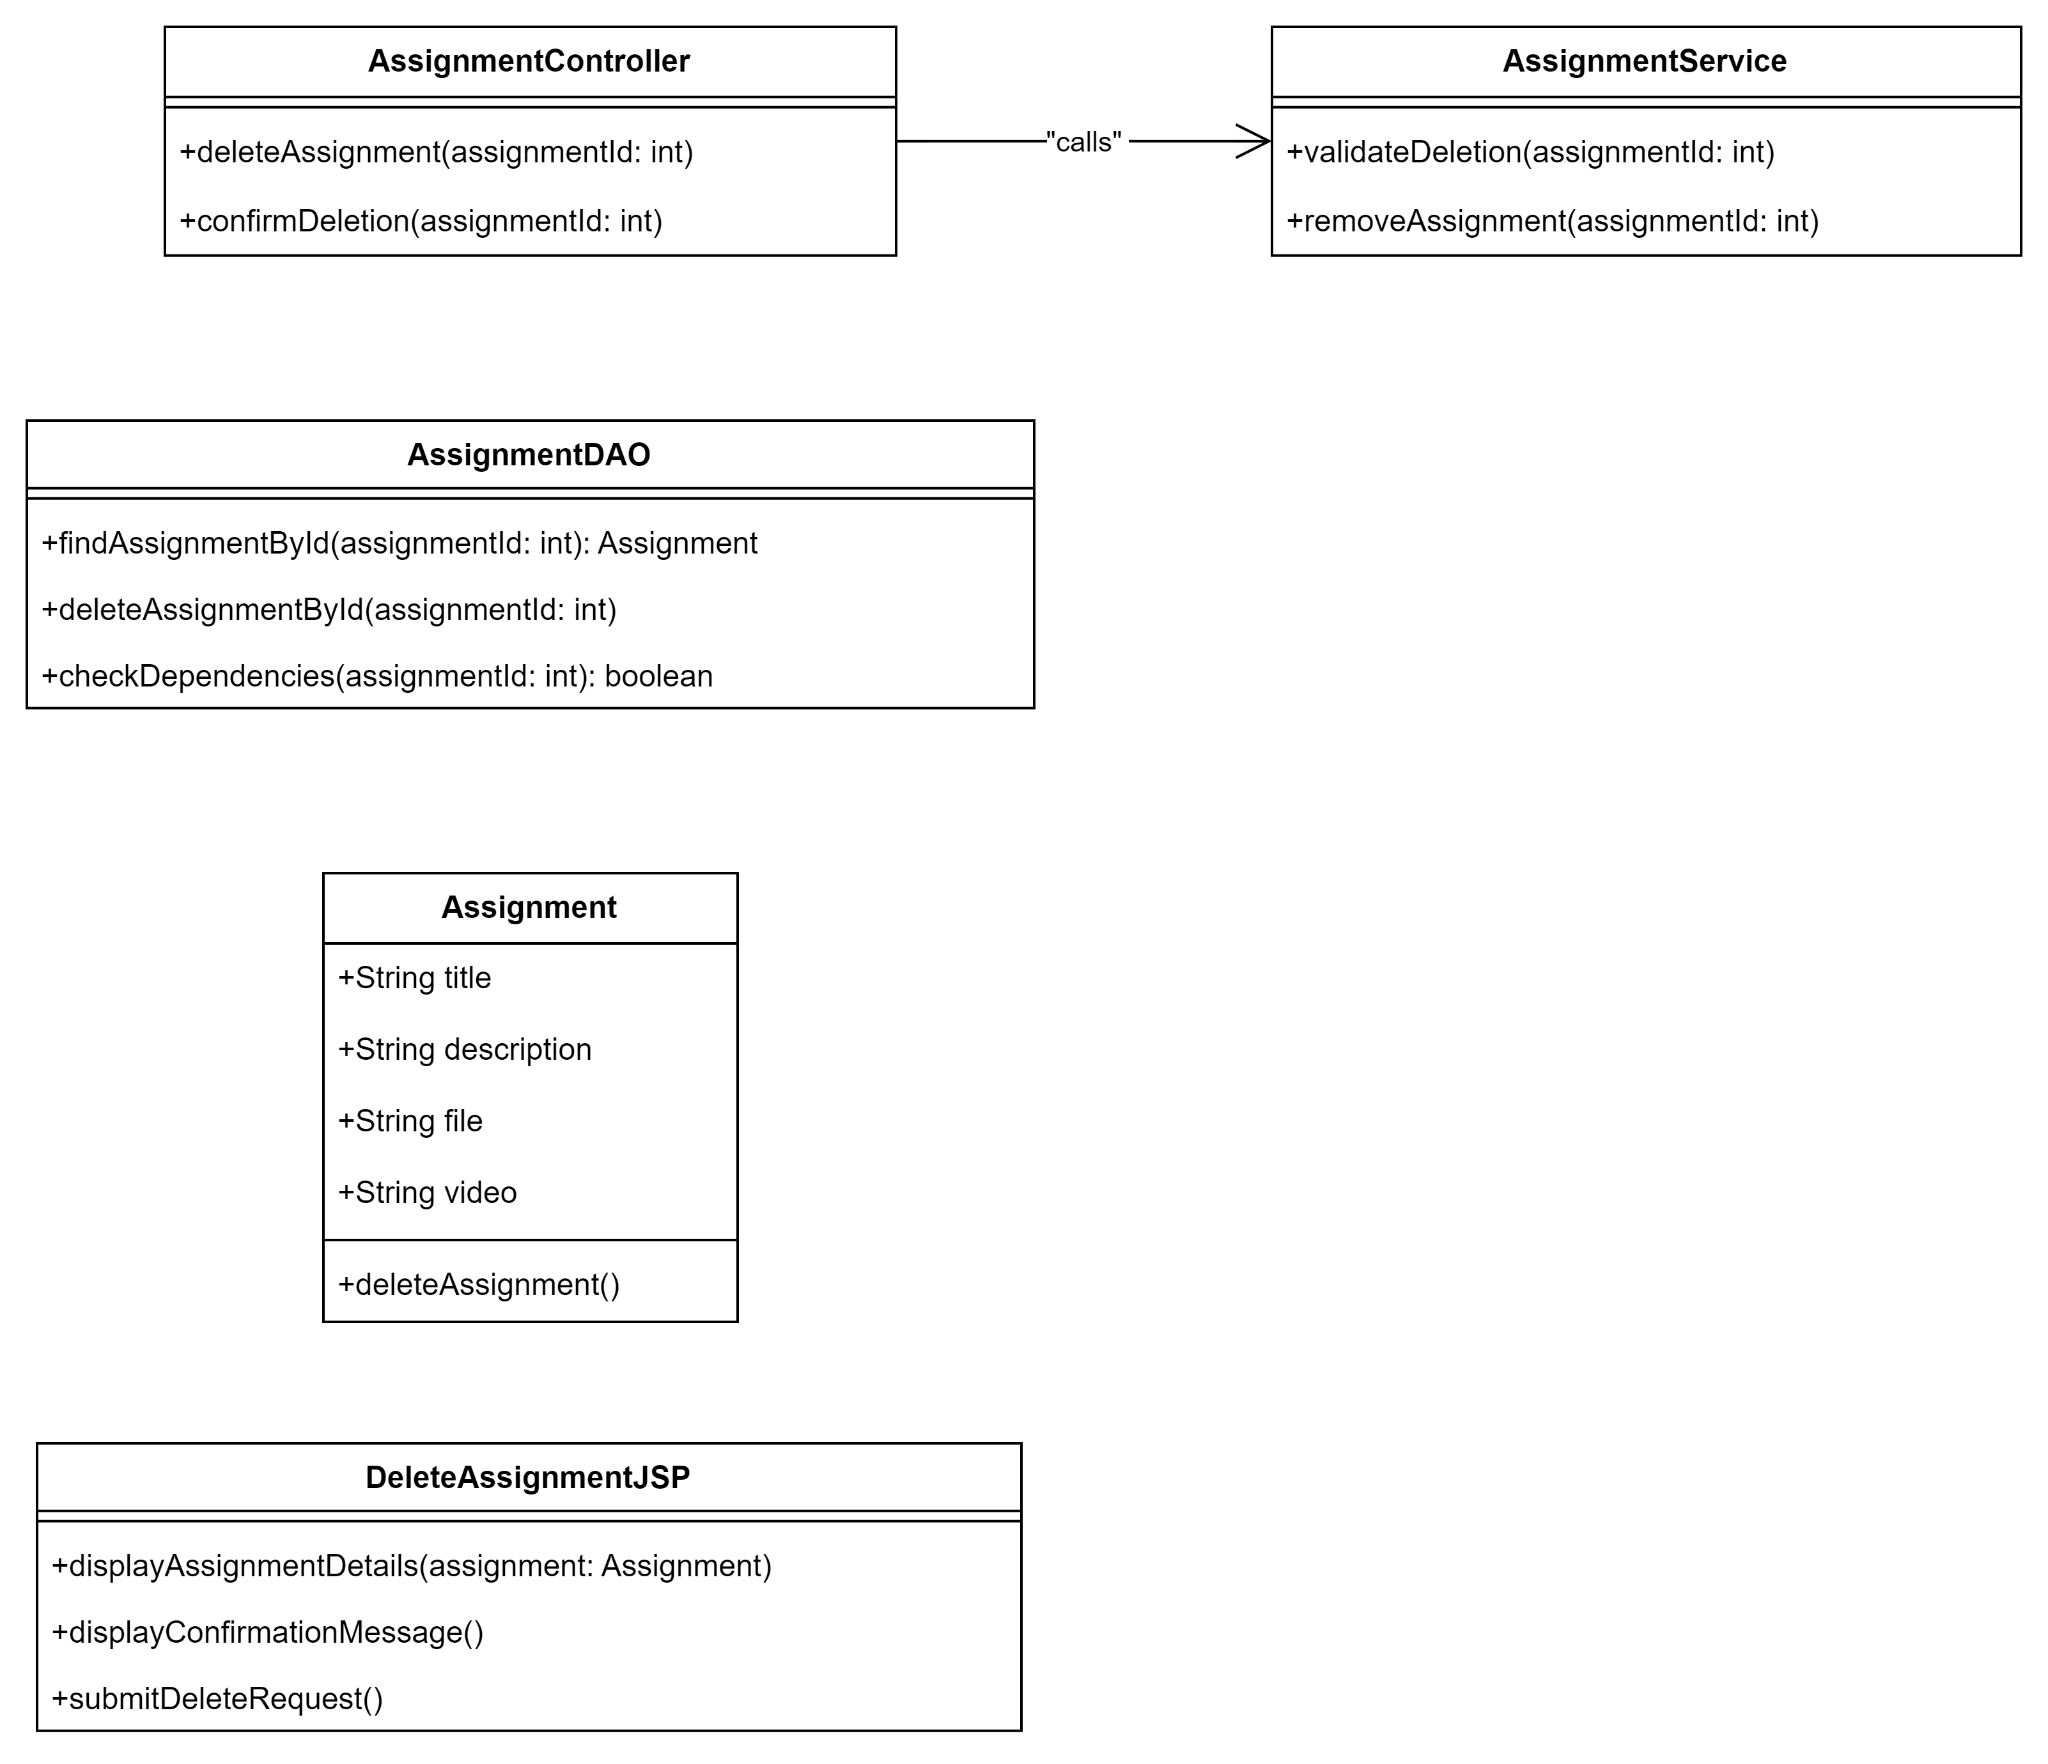 AssignmentController
+deleteAssignment(assignmentId: int)
+confirmDeletion(assignmentId: int)
"calls"
AssignmentService
+validateDeletion(assignmentId: int)
+removeAssignment(assignmentId: int)
AssignmentDAO
+findAssignmentById(assignmentId: int): Assignment
+deleteAssignmentById(assignmentId: int)
+checkDependencies(assignmentId: int): boolean
Assignment
+String title
+String description
+String file
+String video
+deleteAssignment()
DeleteAssignmentJSP
+displayAssignmentDetails(assignment: Assignment)
+displayConfirmationMessage()
+submitDeleteRequest()